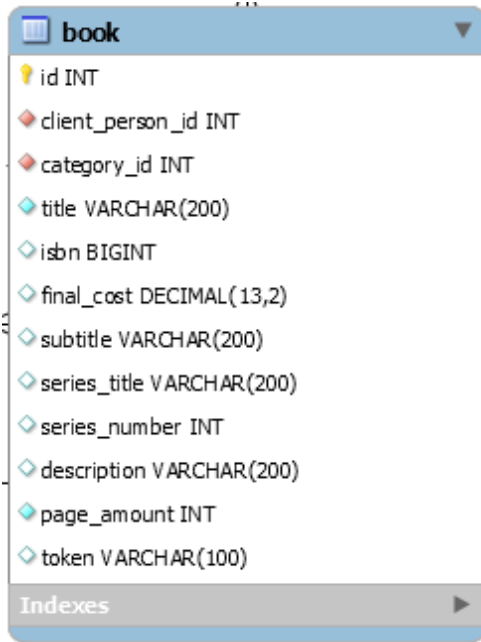 book
id INT
client_person_id INT
category_id INT
title VARCHAR(200)
isbn BIGINT
final_cost DECIMAL(13,2)
subtitle VARCHAR(200)
series_title VARCHAR(200)
series_number INT
description VARCHAR(200)
page_amount INT
token VARCHAR(100)
Indexes